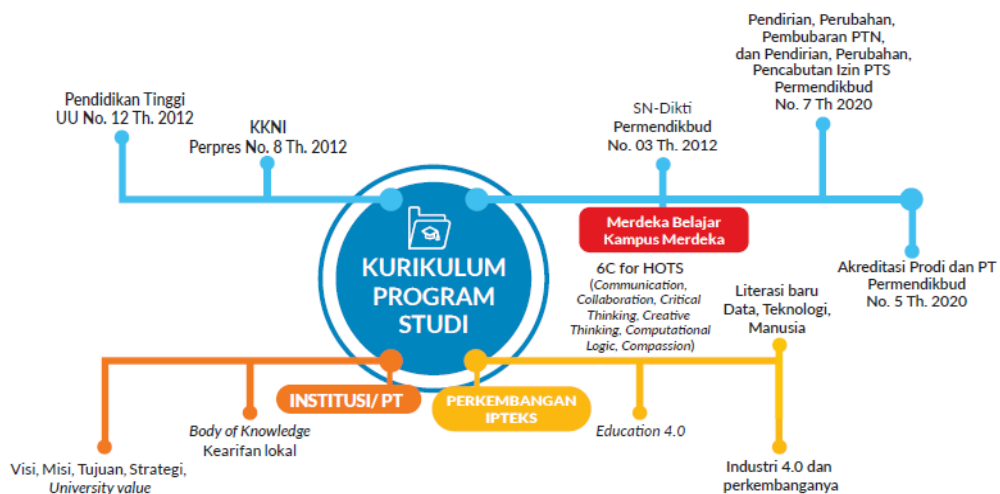 Pendidikan Tinggi
UU No. 12 Th. 2012
KKNI
Perpres No. 8 Th. 2012
SN-Dikti
Permendikbud
No. 03 Th. 2012
Pendirian, Perubahan,
Pembubaran PTN,
dan Pendirian, Perubahan,
Pencabutan Izin PTS
Permendikbud
No. 7 Th 2020
Merdeka Belajar
Kampus Merdeka
Akreditasi Prodi dan PT
Permendikbud
No. 5 Th. 2020
KURIKULUM
PROGRAM
STUDI
6C for HOTS
(Communication,
Collaboration, Critical
Thinking, Creative
Thinking, Computational
Logic, Compassion)
Literasi baru
Data, Teknologi,
Manusia
INSTITUSI/ PT
PERKEMBANGAN
IPTEKS
Body of Knowledge
Kearifan lokal
Education 4.0
Visi, Misi, Tujuan, Strategi,
University value
Industri 4.0 dan
perkembanganya